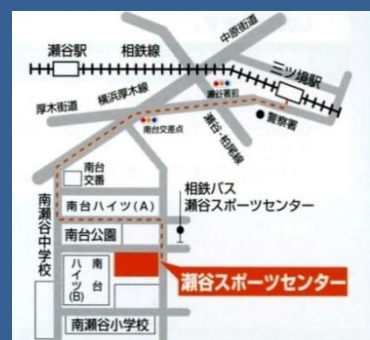 中原街道
瀬谷駅
相鉄線
三ツ境駅
厚木街道
横浜厚木線
瀬谷署前
警察署
南台交差点
瀬谷・柏尾線
南台
交番
相鉄バス
瀬谷スポーツセンター
南台ハイツ(A)
南瀬谷中学校
南台公園
南台
ハイツ(B)
瀬谷スポーツセンター
南瀬谷小学校